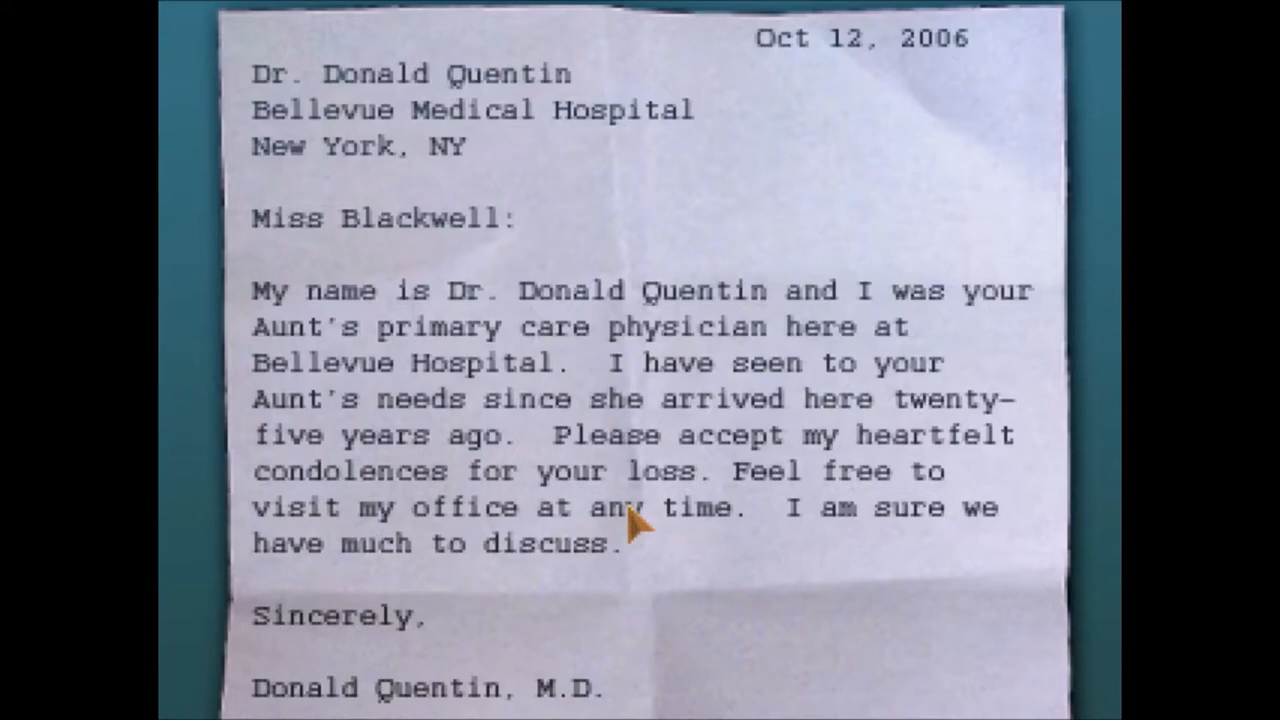 Oct 12, 2006
Dr. Donald Quentin
Bellevue Medical Hospital
New York, NY
Miss Blackwell:
My name is Dr. Donald Quentin and I was your
Aunt's primary care physician here at
Bellevue Hospital.  I have seen to your
Aunt's needs since she arrived here twenty-
five years ago.  Please accept my heartfelt
condolences for your loss. Feel free to
visit my office at any time.  I am sure we
have much to discuss.
Sincerely,
Donald Quentin, M.D.